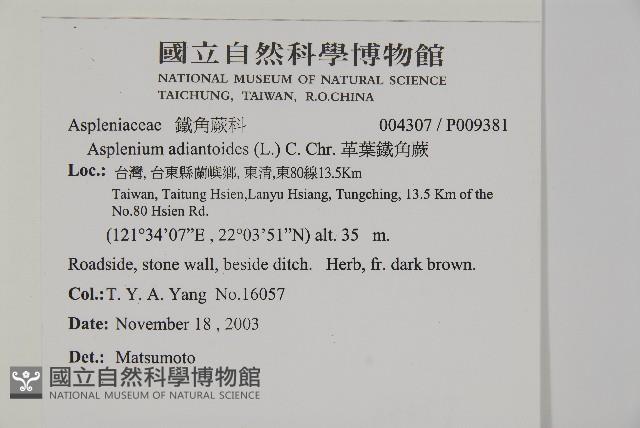 國立自然科學博物館
NATIONAL MUSEUM OF NATURAL SCIENCE
TAICHUNG, TAIWAN, R.O.CHINA
Aspleniaceae 鐵角蕨科 004307 / P009381
Asplenium adiantoides (L.) C. Chr. 革葉鐵角蕨
Loc.: 台灣, 台東縣蘭嶼鄉, 東清,東80線13.5Km
Taiwan, Taitung Hsien,Lanyu Hsiang, Tungching, 13.5 Km of the
No.80 Hsien Rd.
(121°34'07"E , 22°03'51"N) alt. 35 m.
Roadside, stone wall, beside ditch. Herb, fr. dark brown.
Col.: T. Y. A. Yang No.16057
Date: November 18 , 2003
Det.: Matsumoto
國立自然科學博物館
NATIONAL MUSEUM OF NATURAL SCIENCE